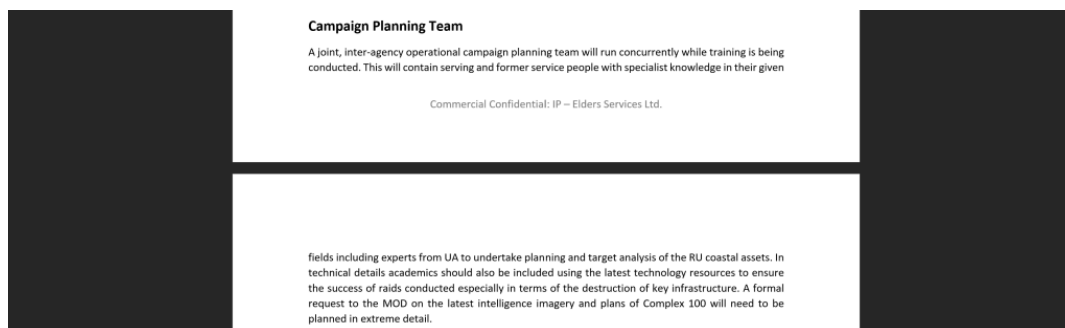 Campaign Planning Team
A joint, inter-agency operational campaign planning team will run concurrently while training is being
conducted. This will contain serving and former service people with specialist knowledge in their given
Commercial Confidential: IP – Elders Services Ltd.
fields including experts from UA to undertake planning and target analysis of the RU coastal assets. In
technical details academics should also be included using the latest technology resources to ensure
the success of raids conducted especially in terms of the destruction of key infrastructure. A formal
request to the MOD on the latest intelligence imagery and plans of Complex 100 will need to be
planned in extreme detail.